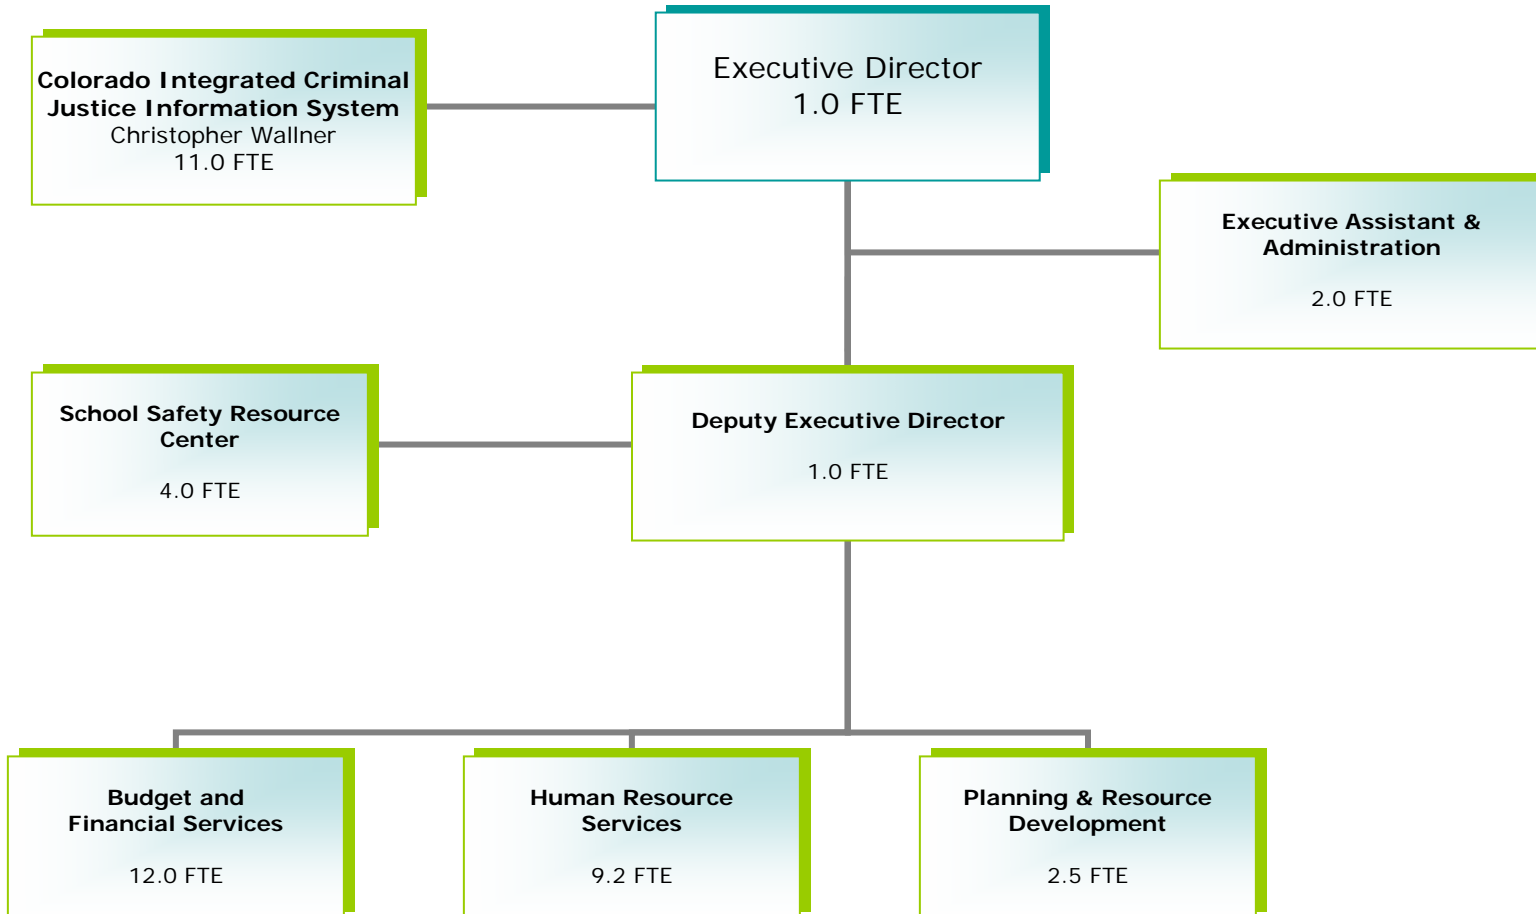 Colorado Integrated Criminal
Justice Information System
Christopher Wallner
11.0 FTE
Executive Director
1.0 FTE
Executive Assistant &
Administration
2.0 FTE
School Safety Resource
Center
4.0 FTE
Deputy Executive Director
1.0 FTE
Budget and
Financial Services
12.0 FTE
Human Resource
Services
9.2 FTE
Planning & Resource
Development
2.5 FTE